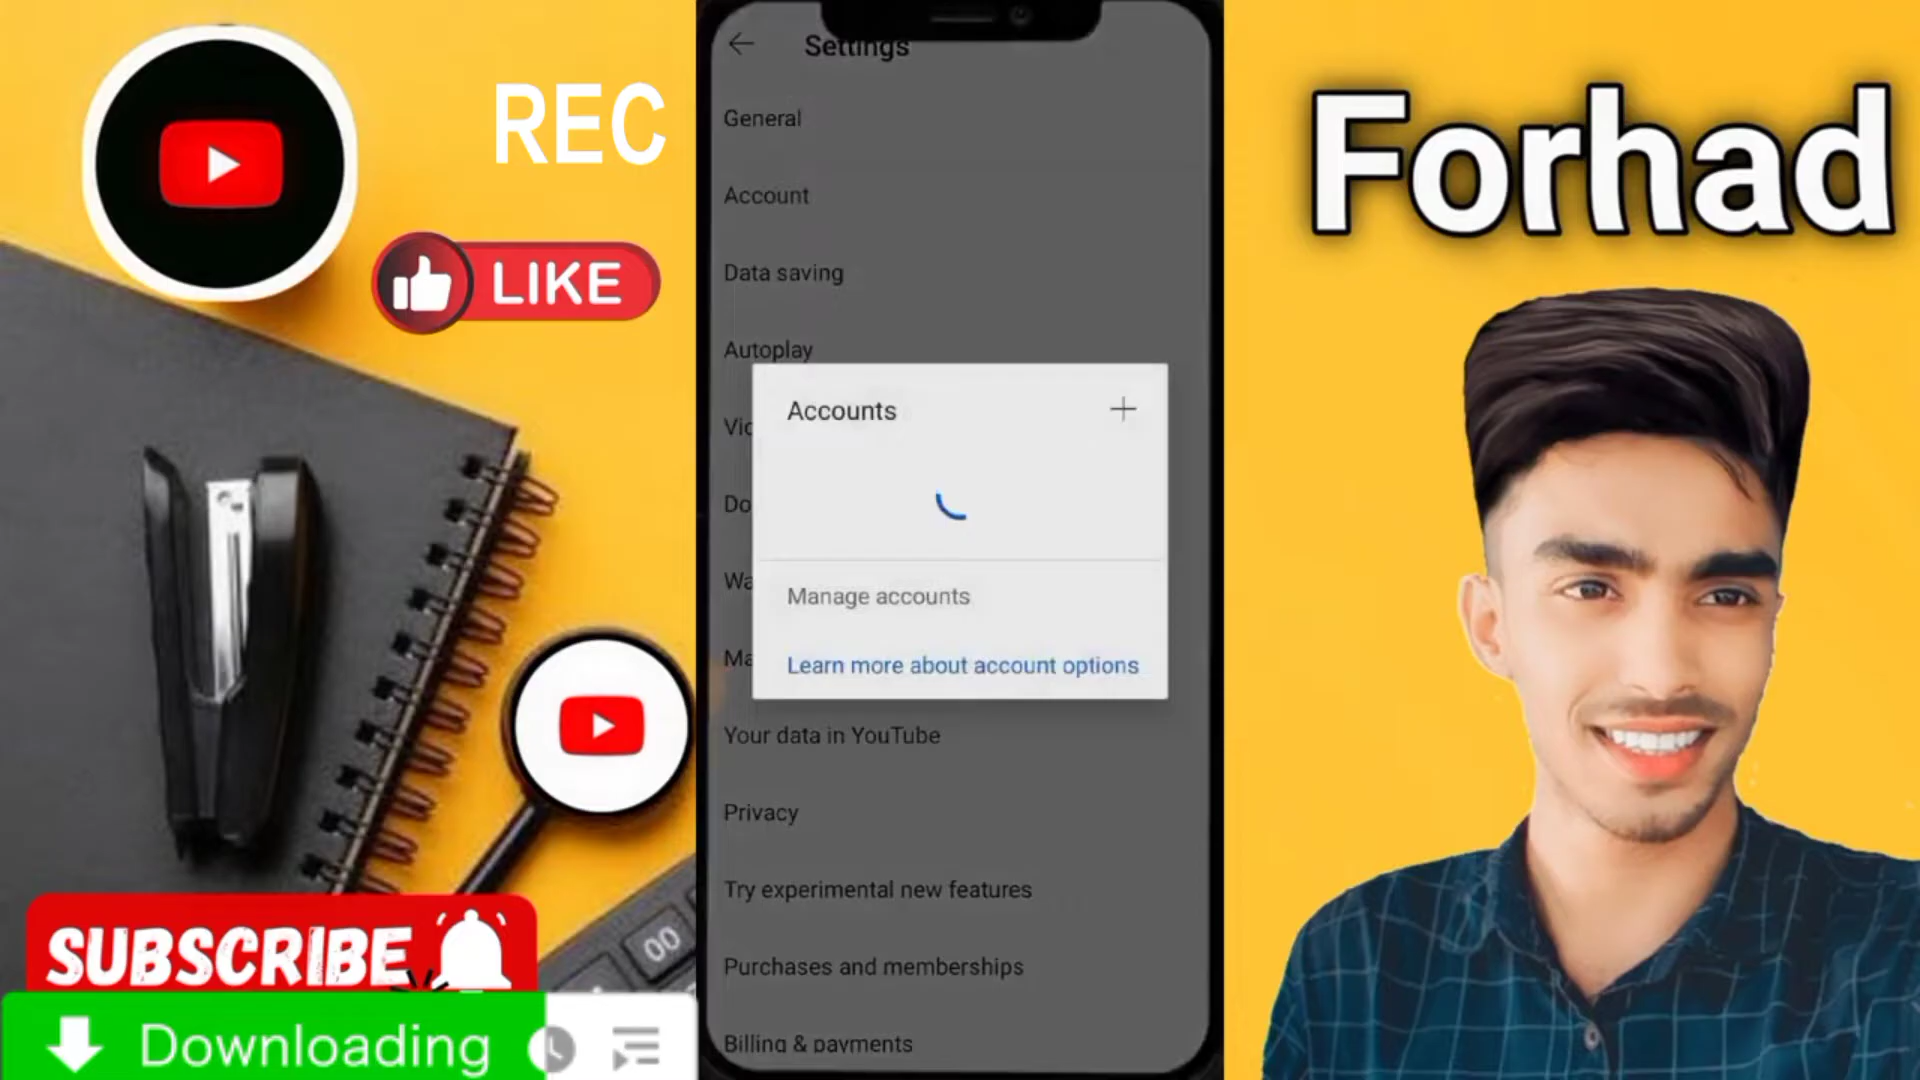 REC
LIKE
SUBSCRIBE
Downloading
00
Settings
General
Account
Data saving
Autoplay
Accounts
Manage accounts
Learn more about account options
Your data in YouTube
Privacy
Try experimental new features
Purchases and memberships
Billing & payments
Forhad